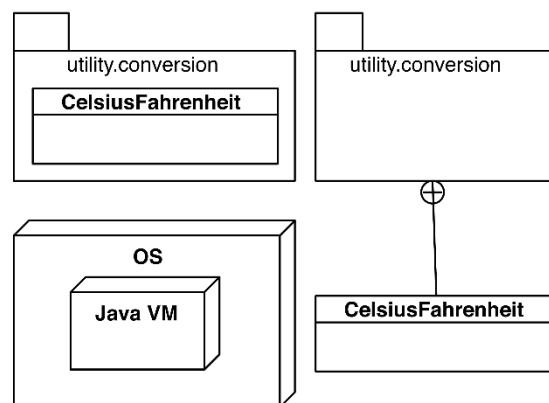 utility.conversion
CelsiusFahrenheit
utility.conversion
OS
Java VM
CelsiusFahrenheit